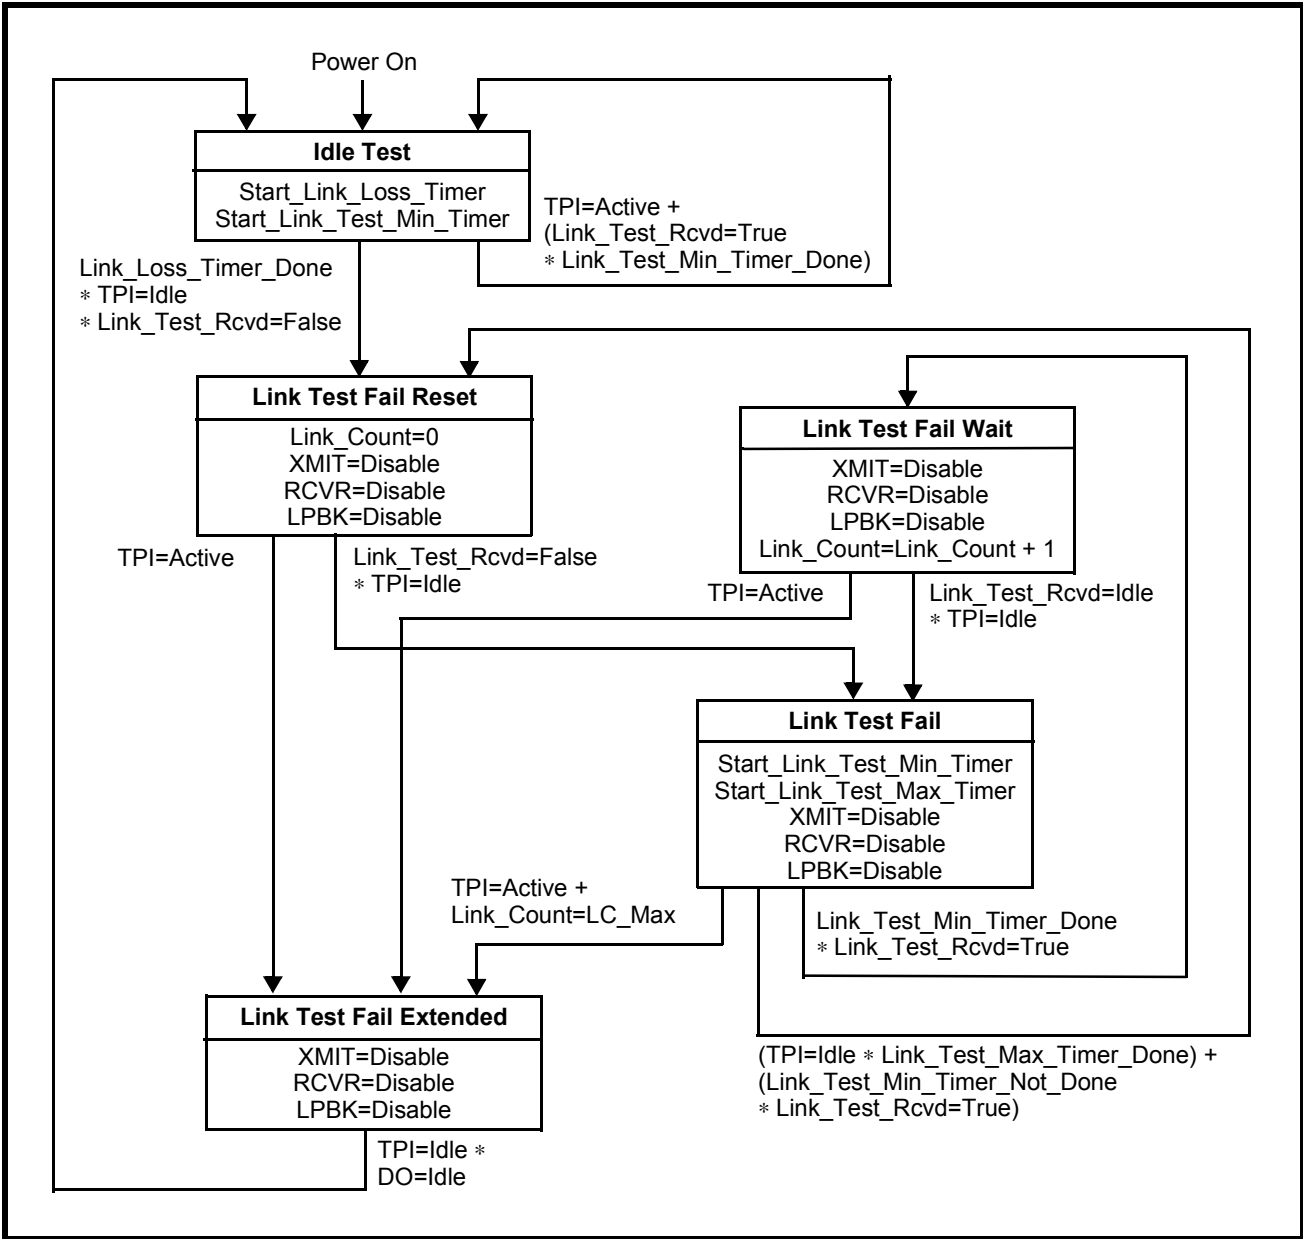 Power On
Idle Test
Start_Link_Loss_Timer
Start_Link_Test_Min_Timer
TPI=Active +
(Link_Test_Rcvd=True
* Link_Test_Min_Timer_Done)
Link_Loss_Timer_Done
* TPI=Idle
* Link_Test_Rcvd=False
Link Test Fail Reset
Link_Count=0
XMIT=Disable
RCVR=Disable
LPBK=Disable
Link Test Fail Wait
XMIT=Disable
RCVR=Disable
LPBK=Disable
Link_Count=Link_Count + 1
TPI=Active
Link_Test_Rcvd=False
* TPI=Idle
TPI=Active
Link_Test_Rcvd=Idle
* TPI=Idle
Link Test Fail
Start_Link_Test_Min_Timer
Start_Link_Test_Max_Timer
XMIT=Disable
RCVR=Disable
LPBK=Disable
TPI=Active +
Link_Count=LC_Max
Link_Test_Min_Timer_Done
* Link_Test_Rcvd=True
Link Test Fail Extended
XMIT=Disable
RCVR=Disable
LPBK=Disable
(TPI=Idle * Link_Test_Max_Timer_Done) +
(Link_Test_Min_Timer_Not_Done
* Link_Test_Rcvd=True)
TPI=Idle *
DO=Idle